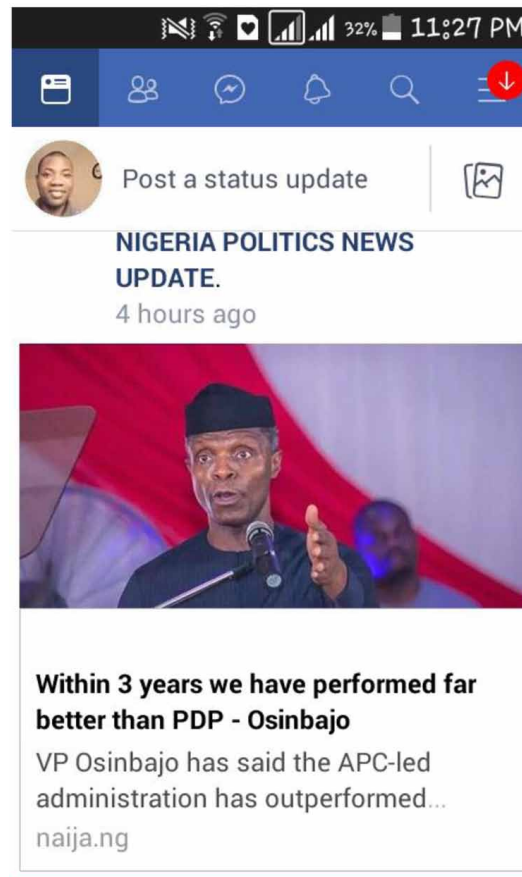 32% 11:27 PM
Post a status update
NIGERIA POLITICS NEWS
UPDATE.
4 hours ago
Within 3 years we have performed far
better than PDP - Osinbajo
VP Osinbajo has said the APC-led
administration has outperformed...
naija.ng